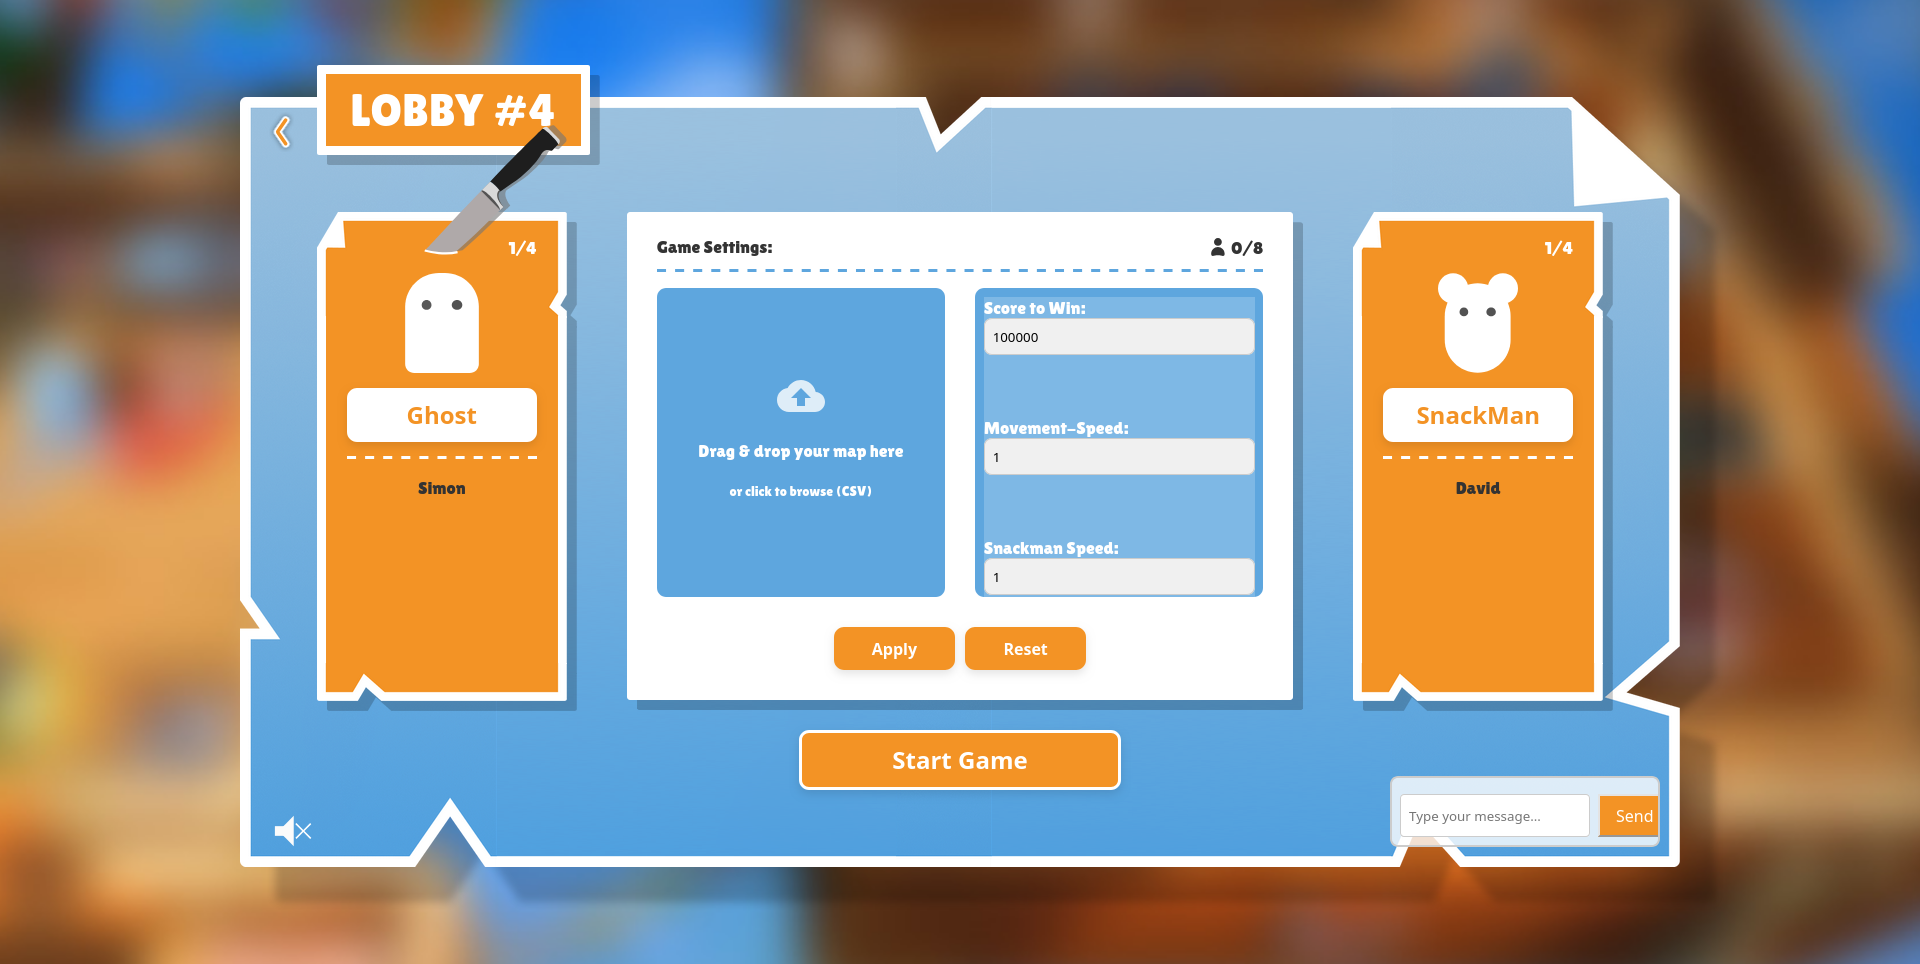 LOBBY #4
1/4
Ghost
Simon
Game Settings:
0/8
Drag & drop your map here
or click to browse (CSV)
Score to Win:
100000
Movement-Speed:
1
Snackman Speed:
1
Apply
Reset
1/4
SnackMan
David
Start Game
Type your message...
Send